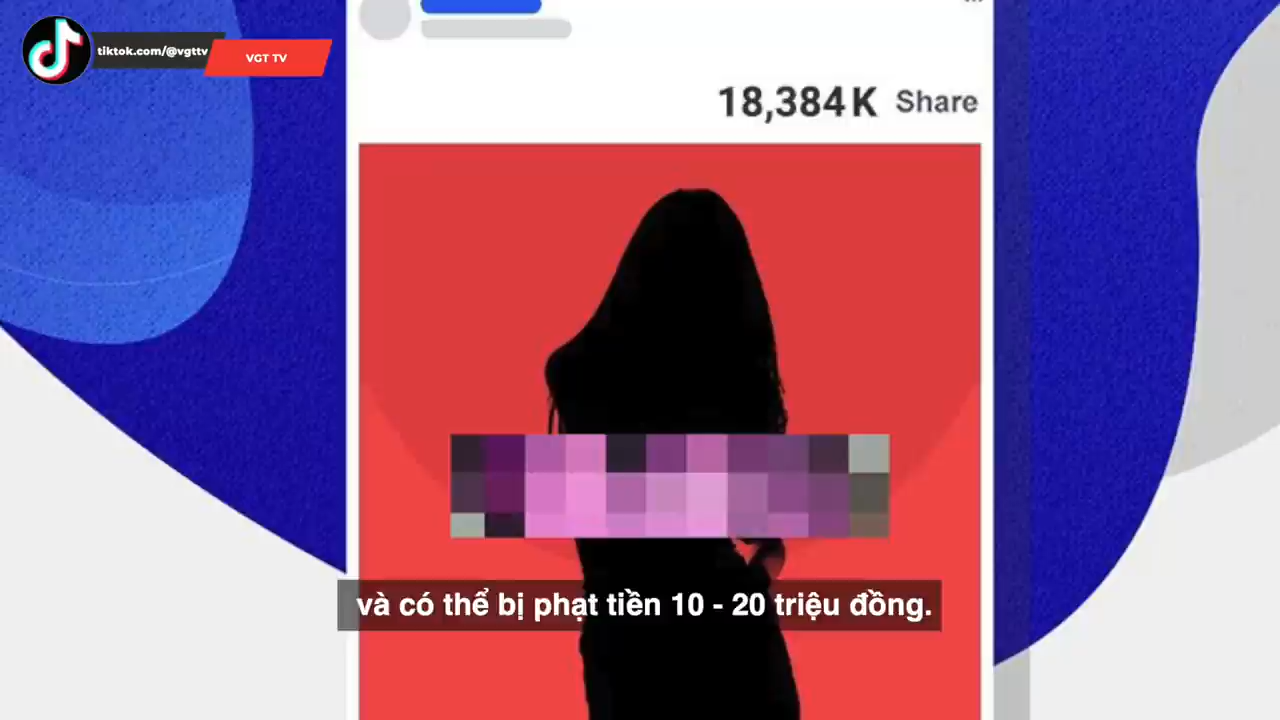 tiktok.com/@vgttv
VGT TV
18,384K Share
và có thể bị phạt tiền 10 - 20 triệu đồng.